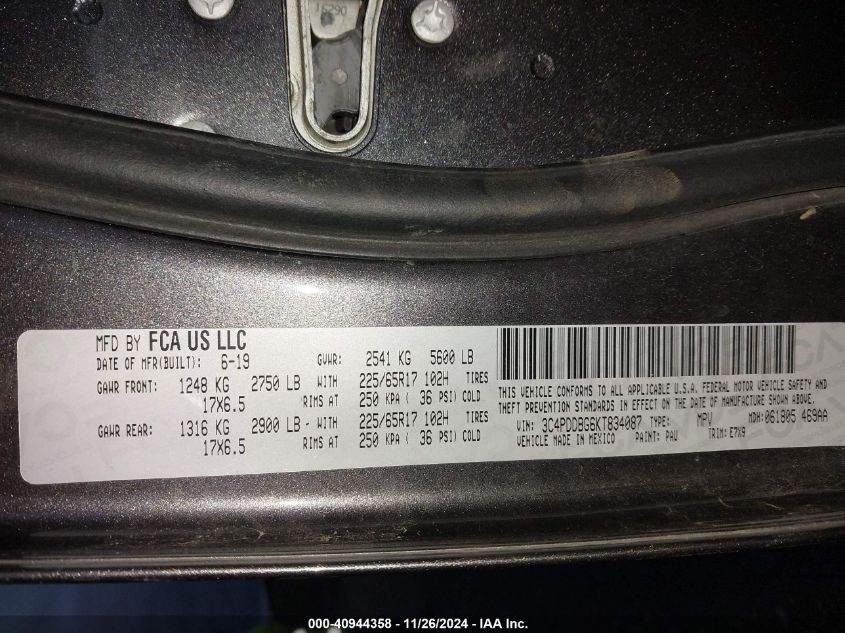 16290
MFD BY FCA US LLC
DATE OF MFR(BUILT): 6-19 GVWR: 2541 KG 5600 LB
GAWR FRONT: 1248 KG 2750 LB WITH 225/65R17 102H TIRES
17X6.5 RIMS AT 250 KPA ( 36 PSI) COLD
GAWR REAR: 1316 KG 2900 LB - WITH 225/65R17 102H TIRES
17X6.5 RIMS AT 250 KPA ( 36 PSI) COLD
THIS VEHICLE CONFORMS TO ALL APPLICABLE U.S.A. FEDERAL MOTOR VEHICLE SAFETY AND
THEFT PREVENTION STANDARDS IN EFFECT ON THE DATE OF MANUFACTURE SHOWN ABOVE.
VIN: 3C4PDDBG6KT834087 TYPE: MPV MDH: 061805 469AA
VEHICLE MADE IN MEXICO PAINT: PAU TRIM: E7X9
000-40944358 - 11/26/2024 - IAA Inc.